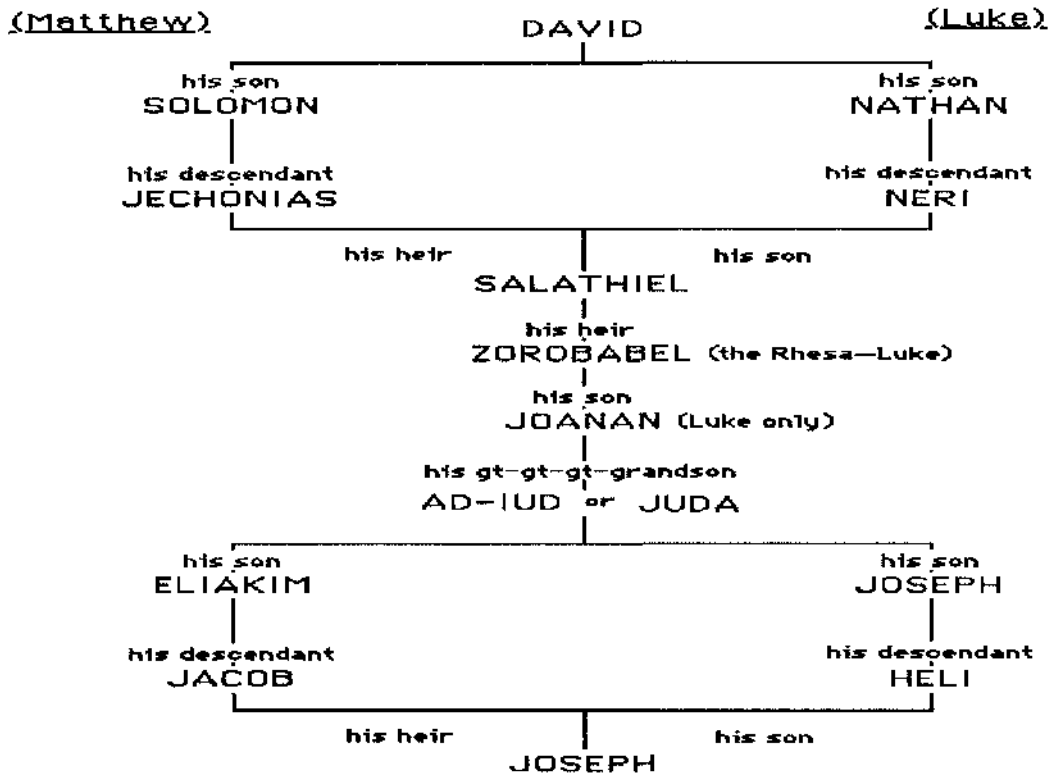 (Matthew) DAVID (Luke)
his son his son
SOLOMON NATHAN
his descendant his descendant
JECHONIAS NERI
his heir his son
SALATHIEL
his heir
ZOROBABEL (the Rhesa—Luke)
his son
JOANAN (Luke only)
his gt-gt-gt-grandson
AD-IUD or JUDA
his son his son
ELIAKIM JOSEPH
his descendant his descendant
JACOB HELI
his heir his son
JOSEPH